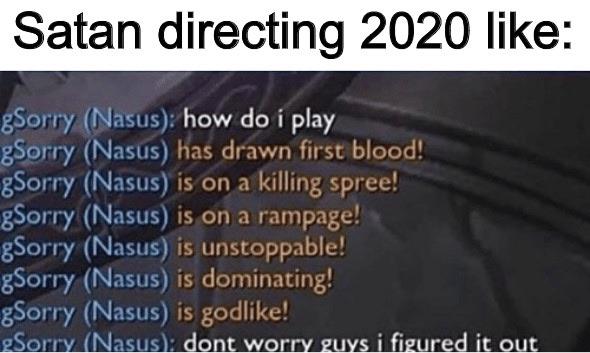 Satan directing 2020 like:
gSorry (Nasus): how do i play
gSorry (Nasus) has drawn first blood!
gSorry (Nasus) is on a killing spree!
gSorry (Nasus) is on a rampage!
gSorry (Nasus) is unstoppable!
gSorry (Nasus) is dominating!
gSorry (Nasus) is godlike!
gSorry (Nasus): dont worry guys i figured it out